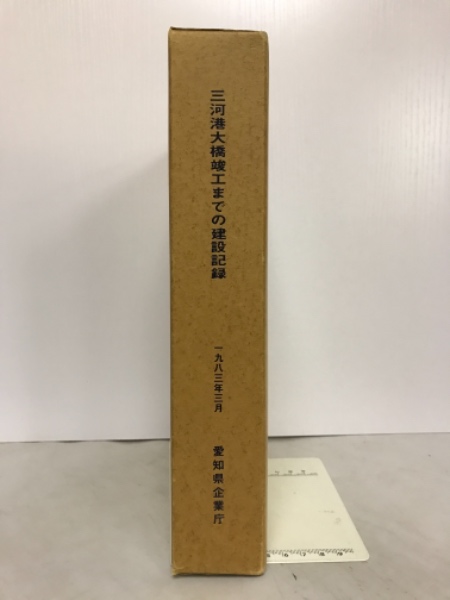 三河港大橋竣工までの建設記録
一九八三年三月
愛知県企業庁